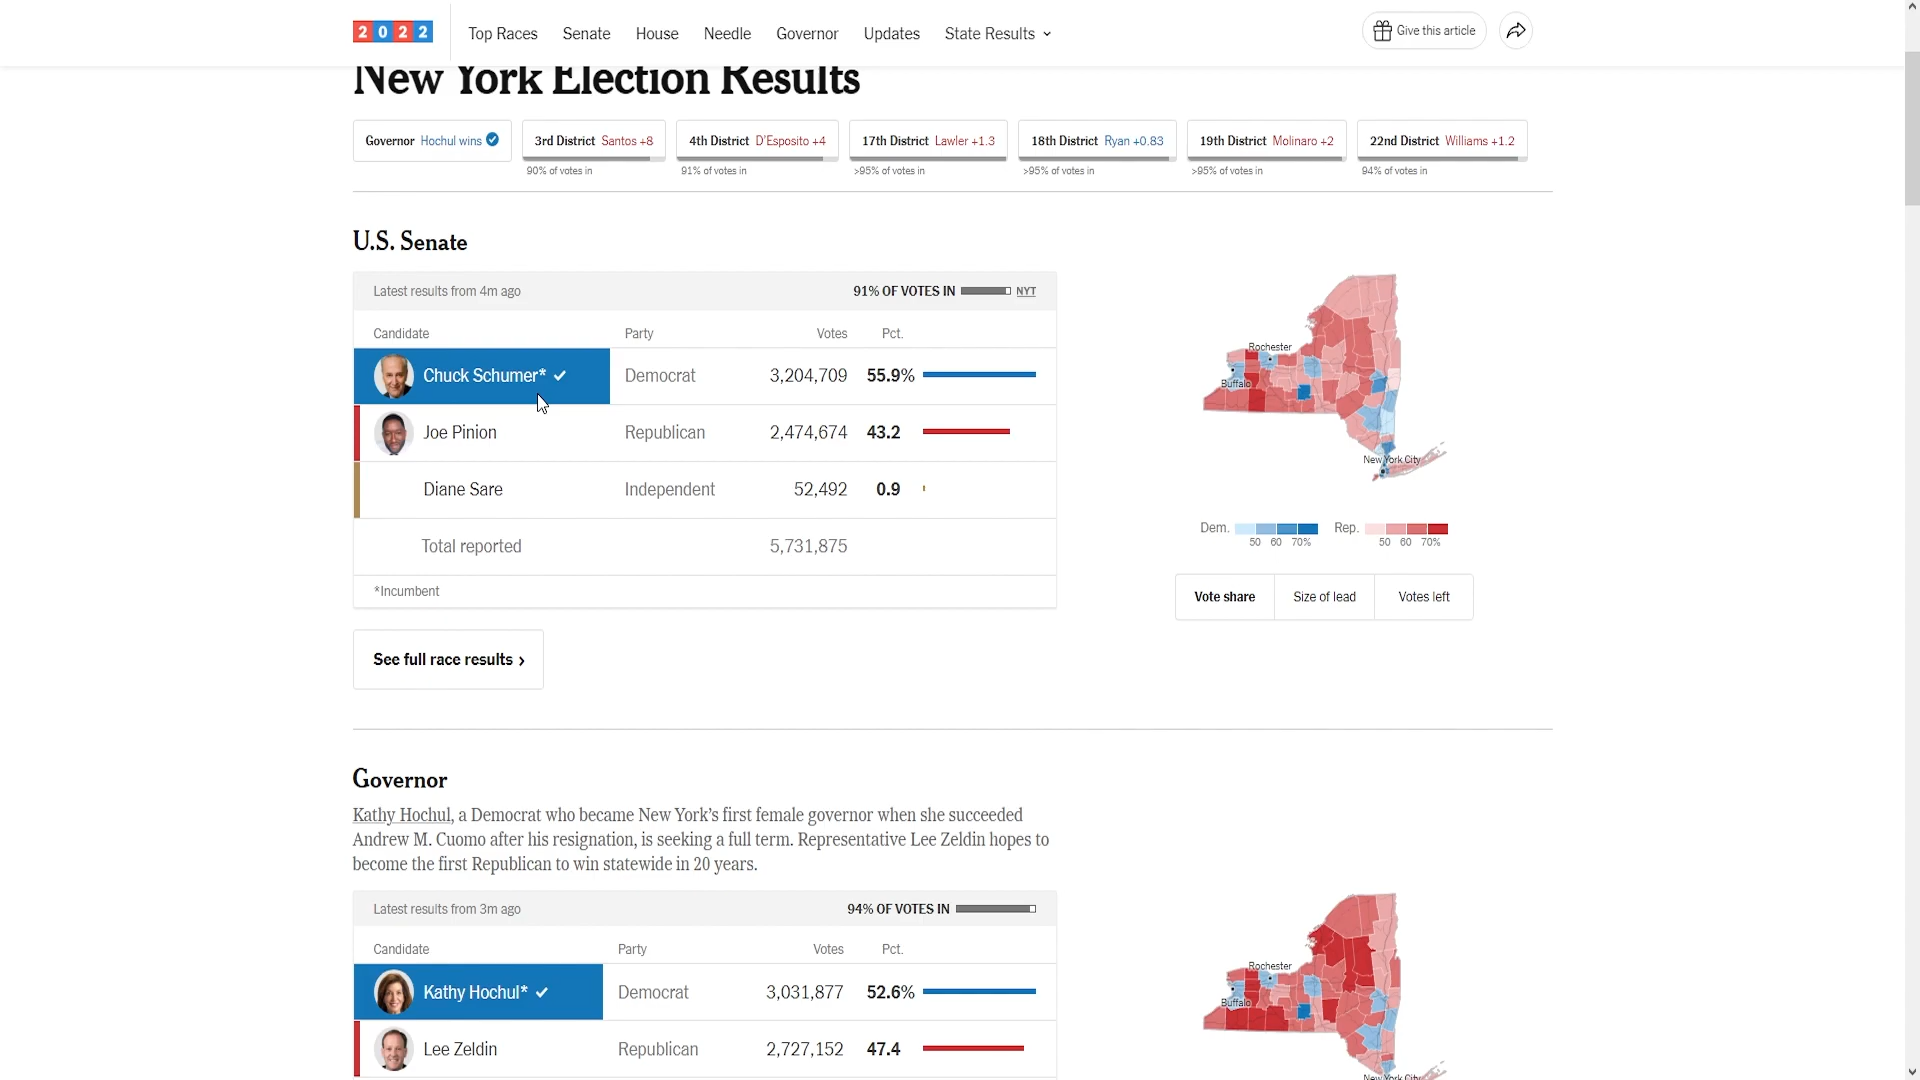 2022
Top Races Senate House Needle Governor Updates State Results
Give this article
New York Election Results
Governor Hochul wins
3rd District Santos +8
90% of votes in
4th District D'Esposito +4
91% of votes in
17th District Lawler +1.3
>95% of votes in
18th District Ryan +0.83
>95% of votes in
19th District Molinaro +2
>95% of votes in
22nd District Williams +1.2
94% of votes in
U.S. Senate
Latest results from 4m ago 91% OF VOTES IN NYT
Candidate Party Votes Pct.
Chuck Schumer* Democrat 3,204,709 55.9%
Joe Pinion Republican 2,474,674 43.2
Diane Sare Independent 52,492 0.9
Total reported 5,731,875
*Incumbent
See full race results ›
Rochester
Buffalo
New York City
Dem. 50 60 70%
Rep. 50 60 70%
Vote share Size of lead Votes left
Governor
Kathy Hochul, a Democrat who became New York's first female governor when she succeeded
Andrew M. Cuomo after his resignation, is seeking a full term. Representative Lee Zeldin hopes to
become the first Republican to win statewide in 20 years.
Latest results from 3m ago 94% OF VOTES IN
Candidate Party Votes Pct.
Kathy Hochul* Democrat 3,031,877 52.6%
Lee Zeldin Republican 2,727,152 47.4
Rochester
Buffalo
New York City